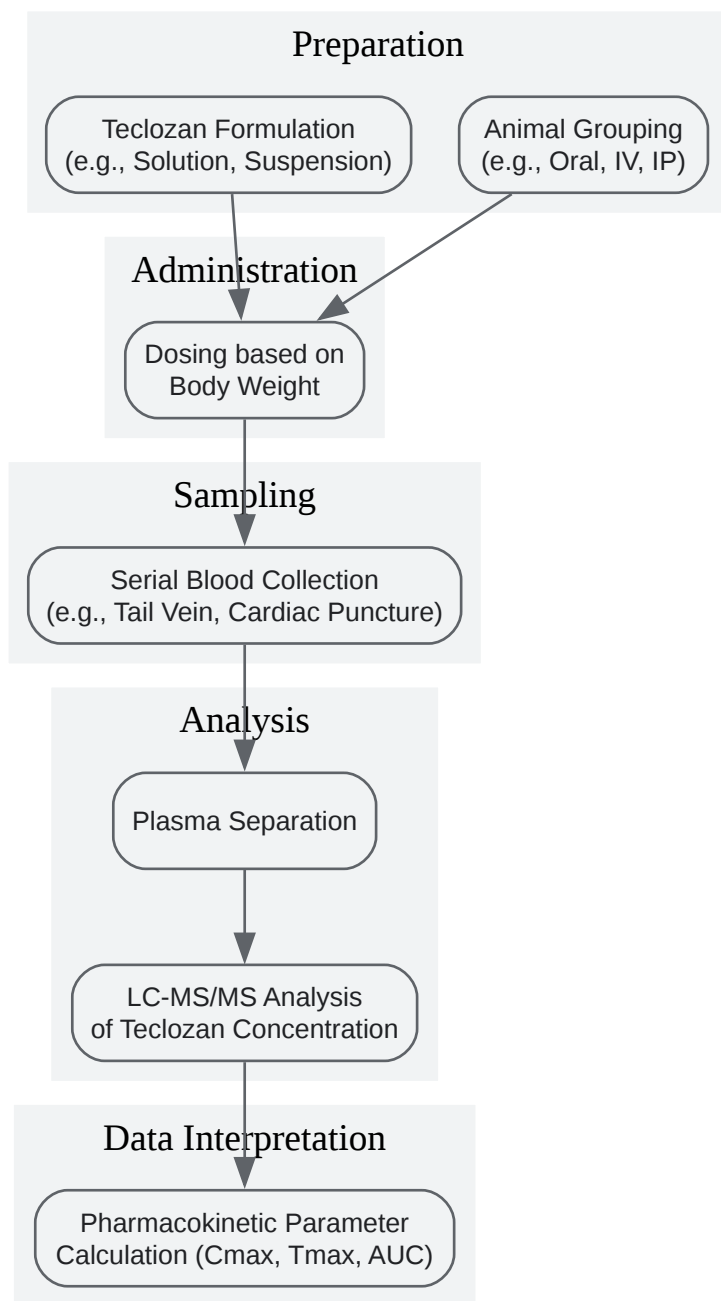 Preparation
Teclozan Formulation
(e.g., Solution, Suspension)
Animal Grouping
(e.g., Oral, IV, IP)
Administration
Dosing based on
Body Weight
Sampling
Serial Blood Collection
(e.g., Tail Vein, Cardiac Puncture)
Analysis
Plasma Separation
LC-MS/MS Analysis
of Teclozan Concentration
Data Interpretation
Pharmacokinetic Parameter
Calculation (Cmax, Tmax, AUC)